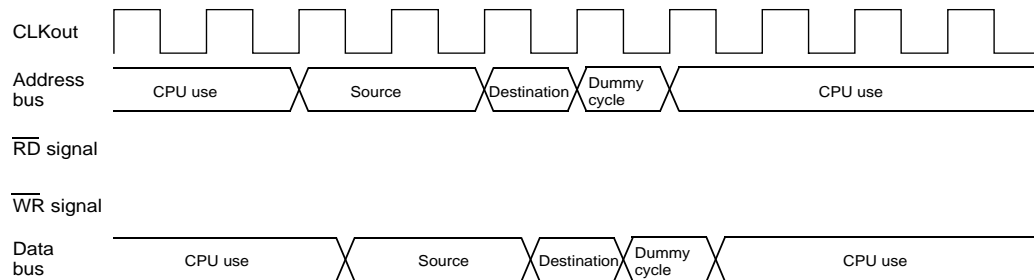 CLKout
Address
bus
CPU use
Source
Destination
Dummy
cycle
CPU use
RD signal
WR signal
Data
bus
CPU use
Source
Destination
Dummy
cycle
CPU use